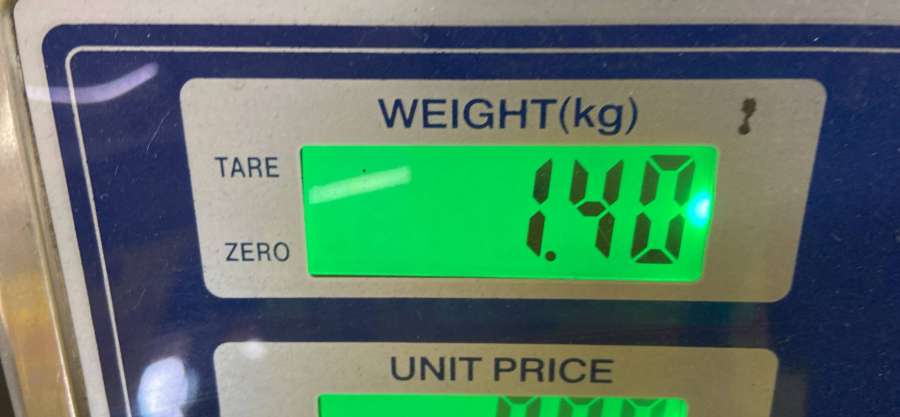 WEIGHT(kg)
TARE
1.40
ZERO
UNIT PRICE